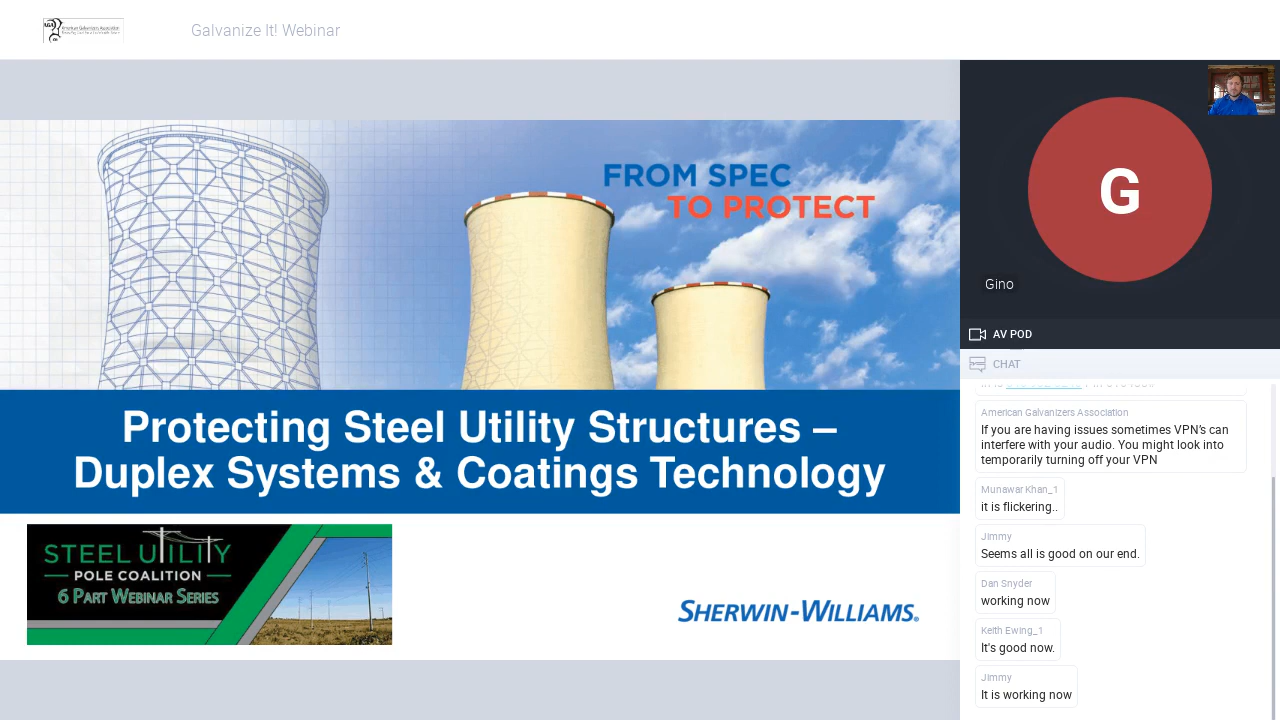 AGA
American Galvanizers Association
Galvanize It! Webinar
FROM SPEC
TO PROTECT
Protecting Steel Utility Structures –
Duplex Systems & Coatings Technology
STEEL UTILITY
POLE COALITION
6 PART WEBINAR SERIES
SHERWIN-WILLIAMS®
G
Gino
AV POD
CHAT
American Galvanizers Association
If you are having issues sometimes VPN's can
interfere with your audio. You might look into
temporarily turning off your VPN
Munawar Khan_1
it is flickering..
Jimmy
Seems all is good on our end.
Dan Snyder
working now
Keith Ewing_1
It's good now.
Jimmy
It is working now